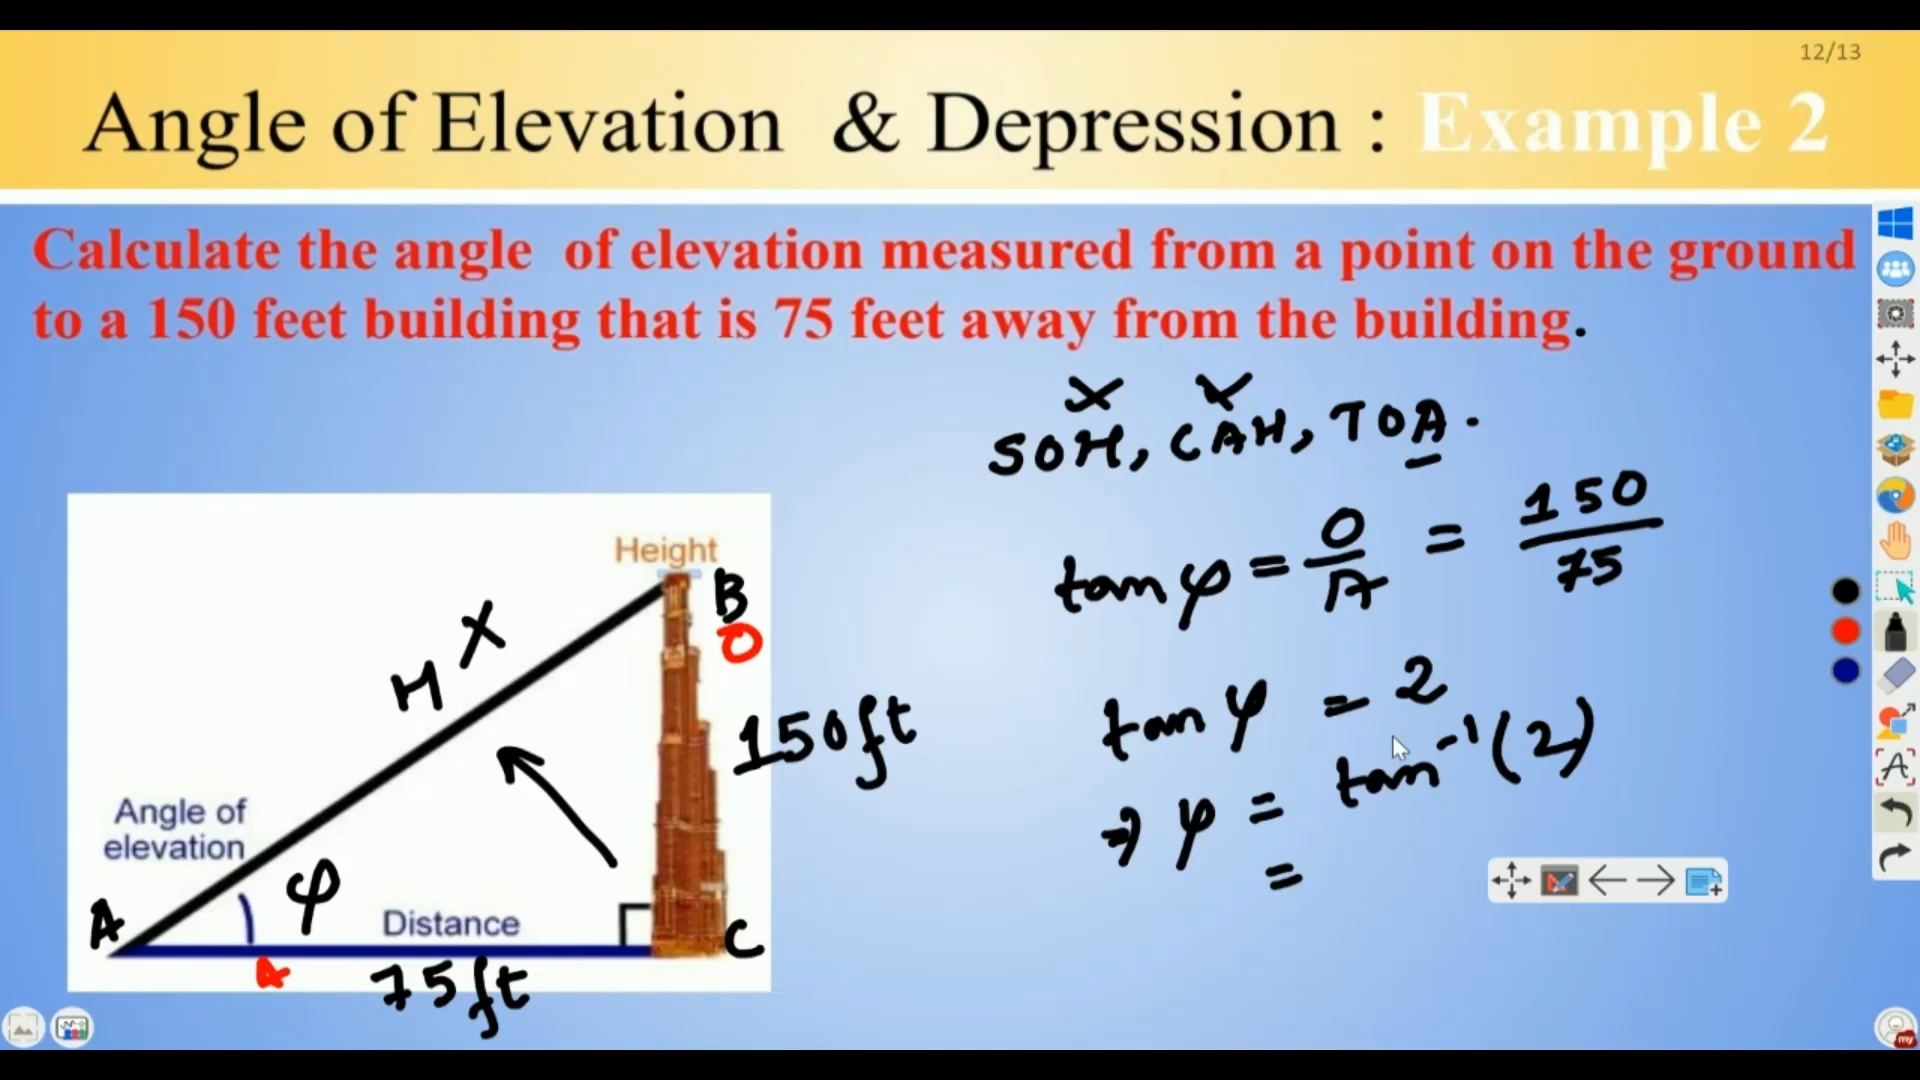 12/13
Angle of Elevation & Depression : Example 2
Calculate the angle of elevation measured from a point on the ground
to a 150 feet building that is 75 feet away from the building.
X X
SOH, CAH, TOA.
tan φ = O/A = 150/75
tan φ = 2
⇒ φ = tan⁻¹(2)
=
Height
B
O
X
H
150ft
Angle of
elevation
φ
A
Distance
C
A
75ft
A
my